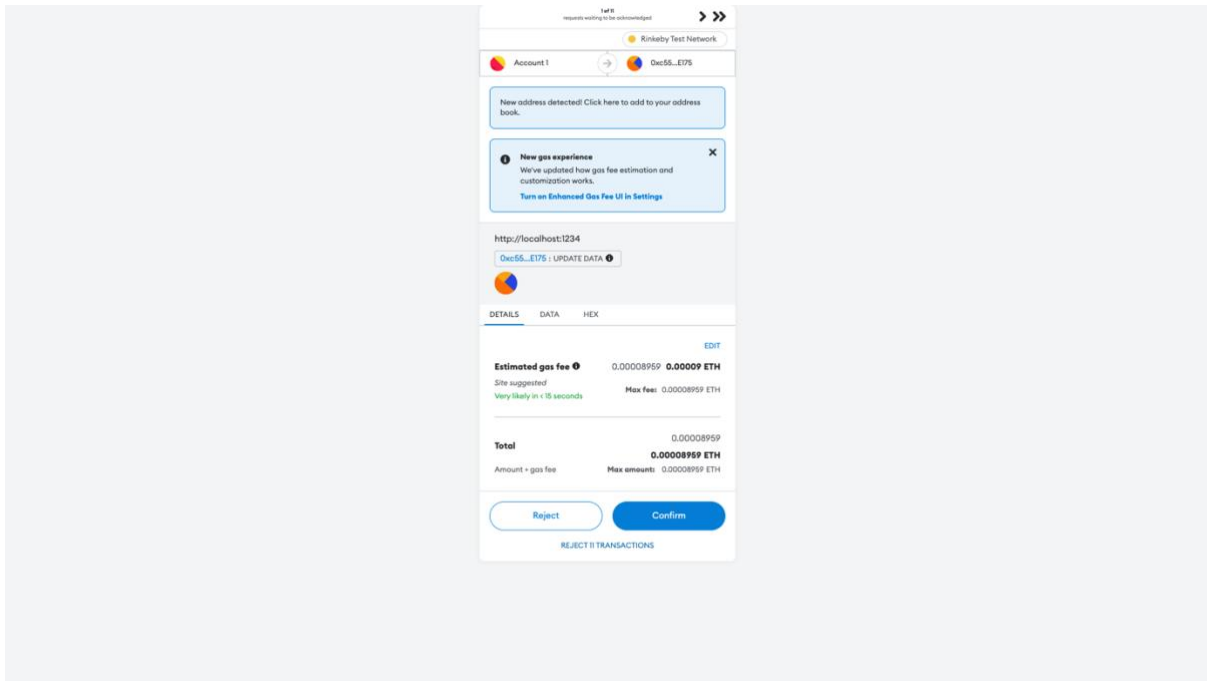 1 of 11
requests waiting to be acknowledged
Rinkeby Test Network
Account 1
0xc55...E175
New address detected! Click here to add to your address
book.
New gas experience
We've updated how gas fee estimation and
customization works.
Turn on Enhanced Gas Fee UI in Settings
http://localhost:1234
0xc55...E175 : UPDATE DATA
DETAILS DATA HEX
EDIT
Estimated gas fee 0.00008959 0.00009 ETH
Site suggested
Very likely in < 15 seconds
Max fee: 0.00008959 ETH
0.00008959
Total
0.00008959 ETH
Amount + gas fee Max amount: 0.00008959 ETH
Reject Confirm
REJECT 11 TRANSACTIONS